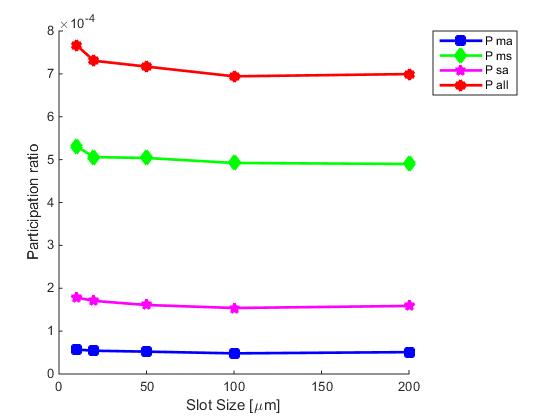 ×10⁻⁴
8
7
6
5
4
3
2
1
0
0 50 100 150 200
Participation ratio
Slot Size [μm]
P ma
P ms
P sa
P all